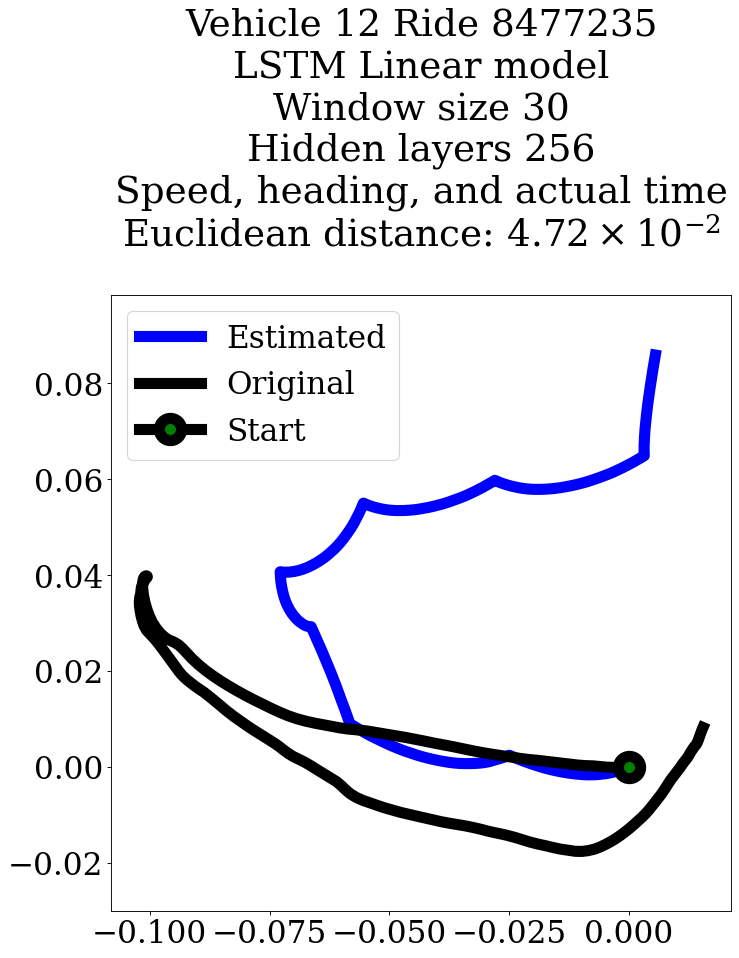 Vehicle 12 Ride 8477235
LSTM Linear model
Window size 30
Hidden layers 256
Speed, heading, and actual time
Euclidean distance: 4.72 × 10⁻²
Estimated
Original
Start
0.08
0.06
0.04
0.02
0.00
−0.02
−0.100 −0.075 −0.050 −0.025 0.000